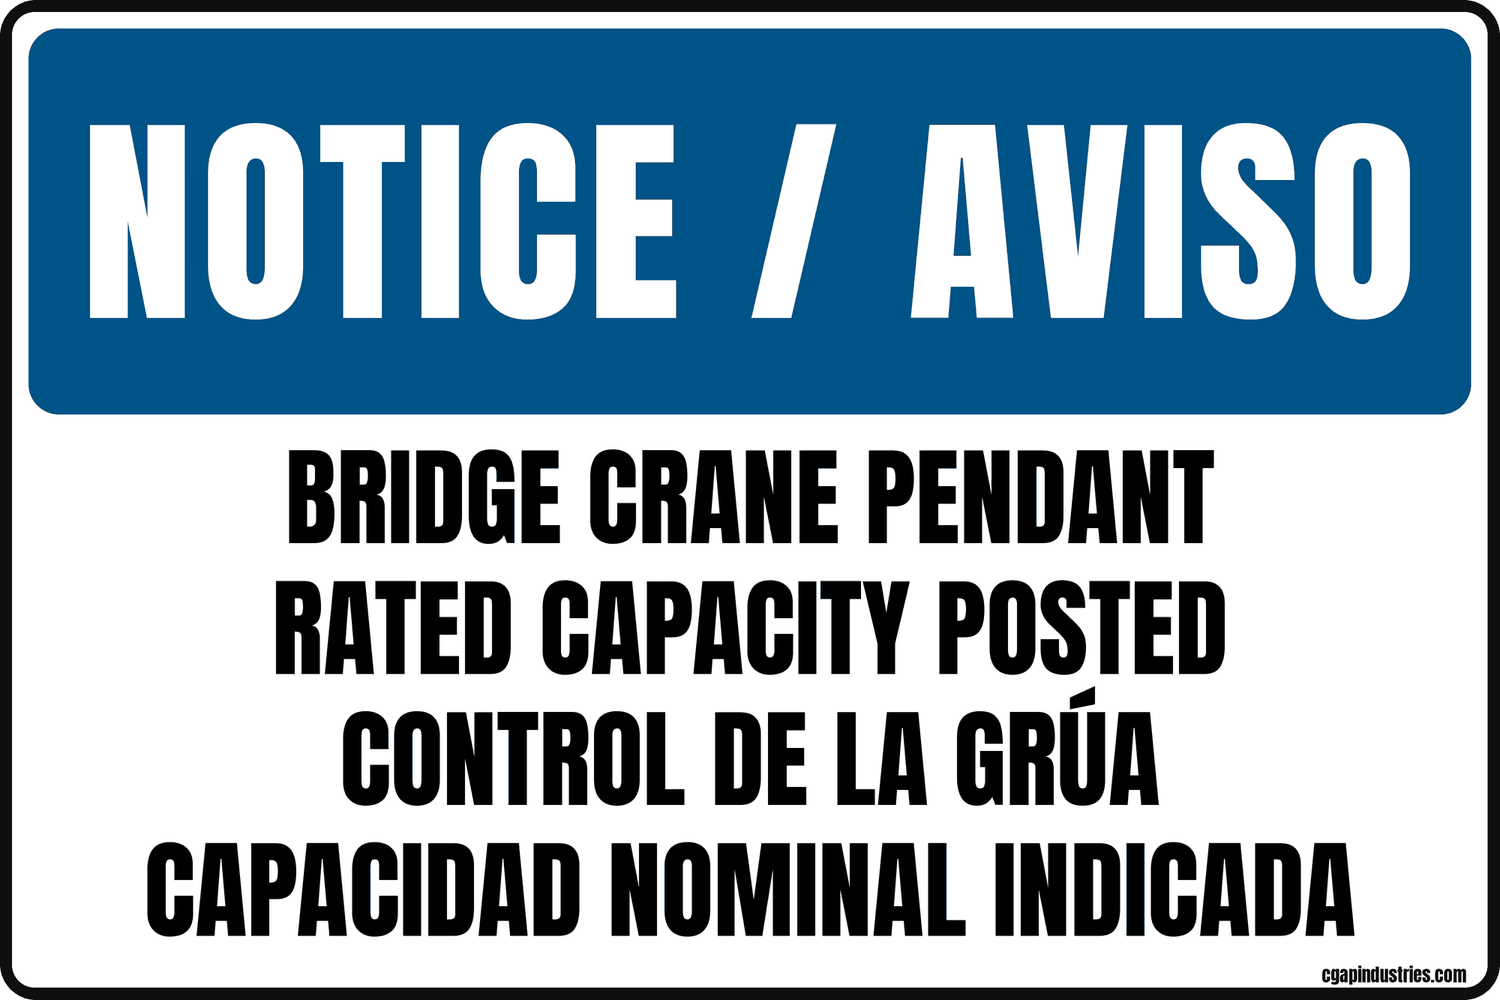 NOTICE / AVISO
BRIDGE CRANE PENDANT
RATED CAPACITY POSTED
CONTROL DE LA GRÚA
CAPACIDAD NOMINAL INDICADA
cgapindustries.com